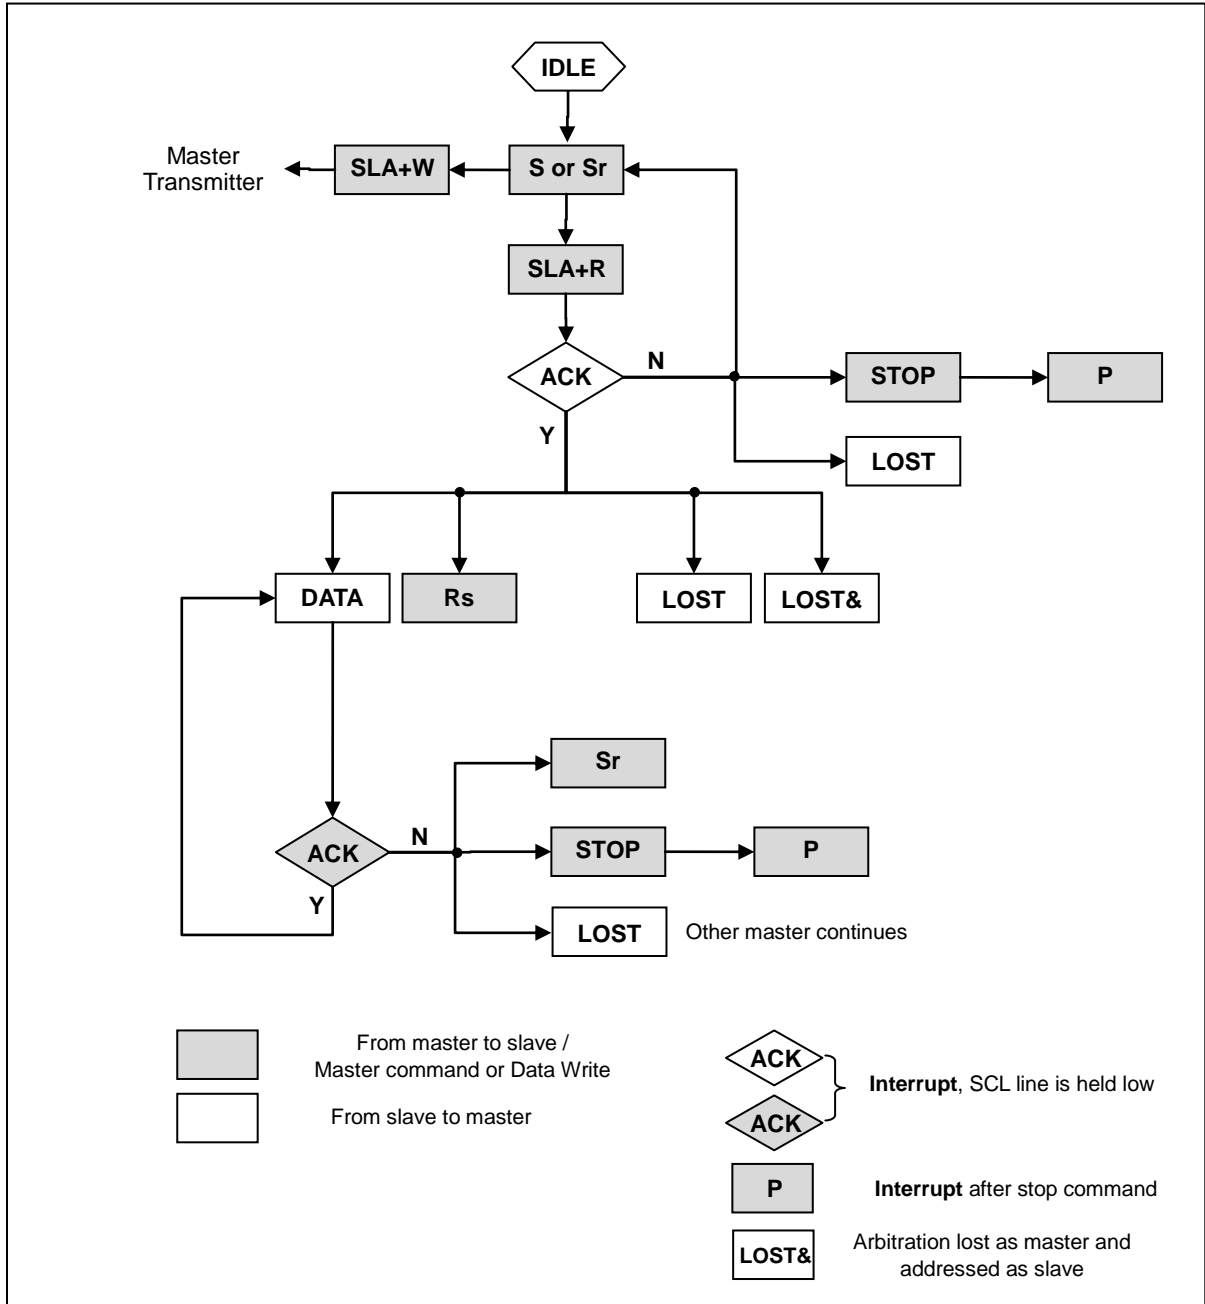 IDLE
Master
Transmitter
SLA+W
S or Sr
SLA+R
ACK
N
STOP
P
Y
LOST
DATA
Rs
LOST
LOST&
Sr
ACK
N
STOP
P
Y
LOST
Other master continues
From master to slave /
Master command or Data Write
From slave to master
ACK
Interrupt, SCL line is held low
ACK
P
Interrupt after stop command
LOST&
Arbitration lost as master and
addressed as slave